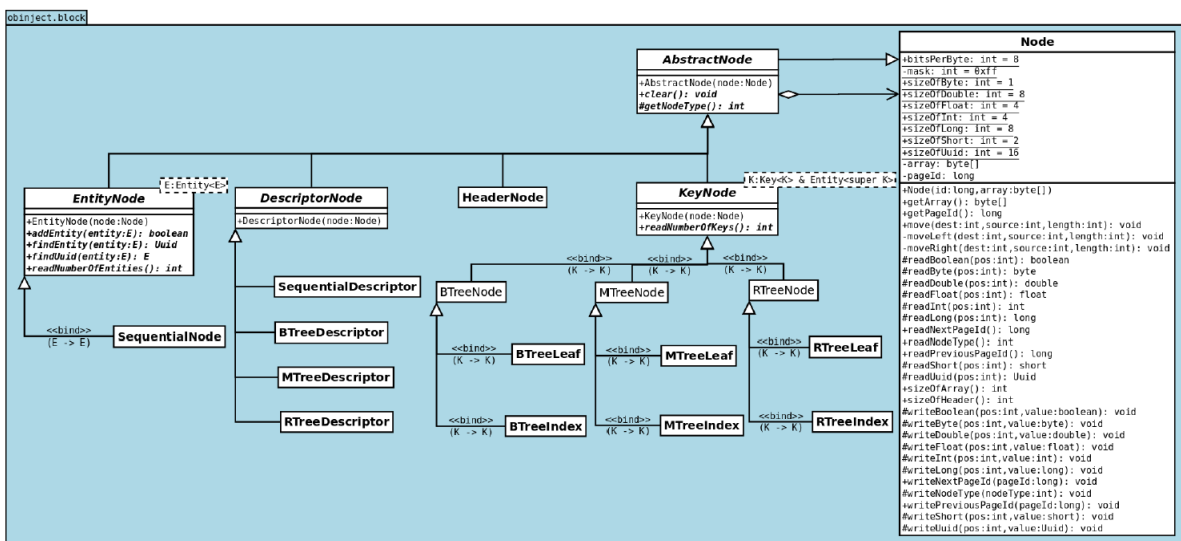 obinject.block
AbstractNode
+AbstractNode(node:Node)
+clear(): void
#getNodeType(): int
Node
+bitsPerByte: int = 8
-mask: int = 0xff
+sizeOfByte: int = 1
+sizeOfDouble: int = 8
+sizeOfFloat: int = 4
+sizeOfInt: int = 4
+sizeOfLong: int = 8
+sizeOfShort: int = 2
+sizeOfUuid: int = 16
-array: byte[]
-pageId: long
+Node(id:long,array:byte[])
+getArray(): byte[]
+getPageId(): long
+move(dest:int,source:int,length:int): void
-moveLeft(dest:int,source:int,length:int): void
-moveRight(dest:int,source:int,length:int): void
#readBoolean(pos:int): boolean
#readByte(pos:int): byte
#readDouble(pos:int): double
#readFloat(pos:int): float
#readInt(pos:int): int
#readLong(pos:int): long
+readNextPageId(): long
+readNodeType(): int
+readPreviousPageId(): long
#readShort(pos:int): short
#readUuid(pos:int): Uuid
+sizeOfArray(): int
+sizeOfHeader(): int
#writeBoolean(pos:int,value:boolean): void
#writeByte(pos:int,value:byte): void
#writeDouble(pos:int,value:double): void
#writeFloat(pos:int,value:float): void
#writeInt(pos:int,value:int): void
#writeLong(pos:int,value:long): void
+writeNextPageId(pageId:long): void
#writeNodeType(nodeType:int): void
+writePreviousPageId(pageId:long): void
#writeShort(pos:int,value:short): void
#writeUuid(pos:int,value:Uuid): void
E:Entity<E>
EntityNode
+EntityNode(node:Node)
+addEntity(entity:E): boolean
+findEntity(entity:E): Uuid
+findUuid(entity:E): E
+readNumberOfEntities(): int
DescriptorNode
+DescriptorNode(node:Node)
HeaderNode
K:Key<K> & Entity<super K>
KeyNode
+KeyNode(node:Node)
+readNumberOfKeys(): int
<<bind>>
(E -> E)
SequentialNode
SequentialDescriptor
BTreeDescriptor
MTreeDescriptor
RTreeDescriptor
<<bind>>
(K -> K)
BTreeNode
<<bind>>
(K -> K)
MTreeNode
<<bind>>
(K -> K)
RTreeNode
<<bind>>
(K -> K)
BTreeLeaf
<<bind>>
(K -> K)
MTreeLeaf
<<bind>>
(K -> K)
RTreeLeaf
<<bind>>
(K -> K)
BTreeIndex
<<bind>>
(K -> K)
MTreeIndex
<<bind>>
(K -> K)
RTreeIndex